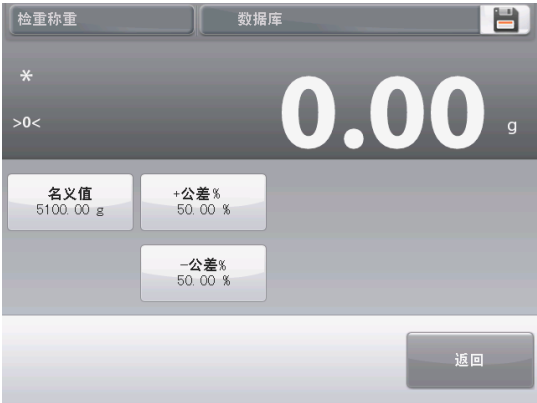 检重称重
数据库
*
>0<
0.00 g
名义值
5100.00 g
+公差%
50.00 %
-公差%
50.00 %
返回